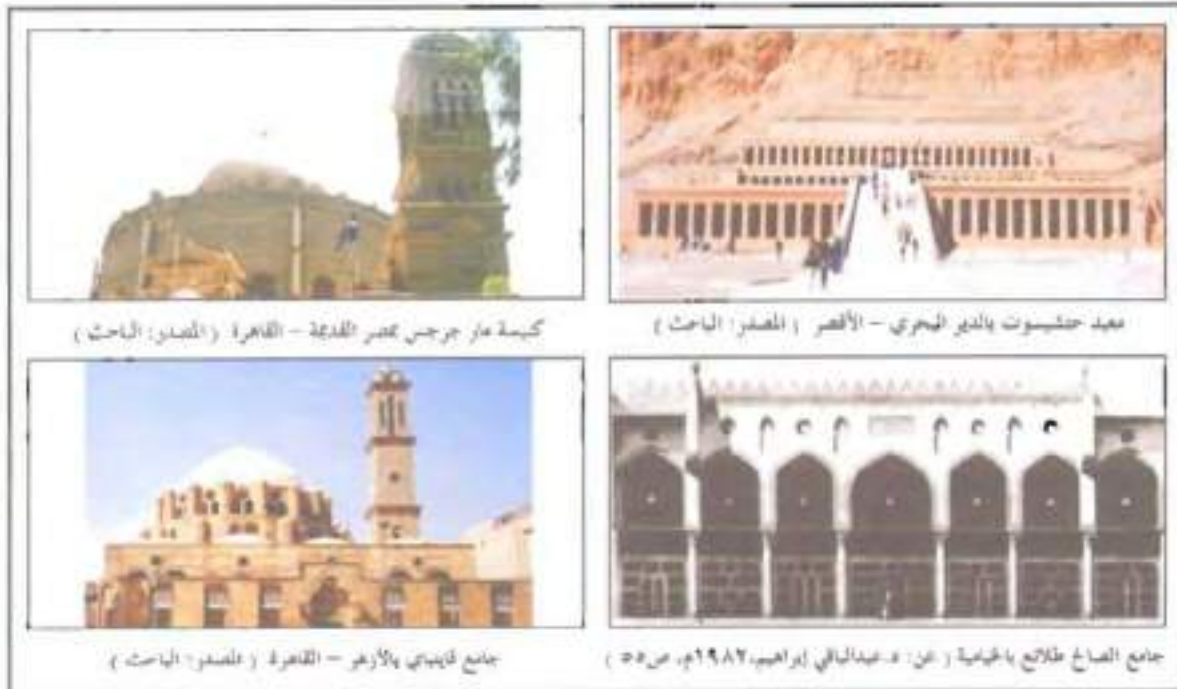 معبد حتشبسوت بالدير البحري – الأقصر ( المصدر: الباحث )
كنيسة مار جرجس بمصر القديمة – القاهرة ( المصدر: الباحث )
جامع الصالح طلائع بالخيامية ( عن: د. عبدالباقي إبراهيم، ١٩٨٢م، ص٥٥ )
جامع قايتباي بالأزهر – القاهرة ( المصدر: الباحث )